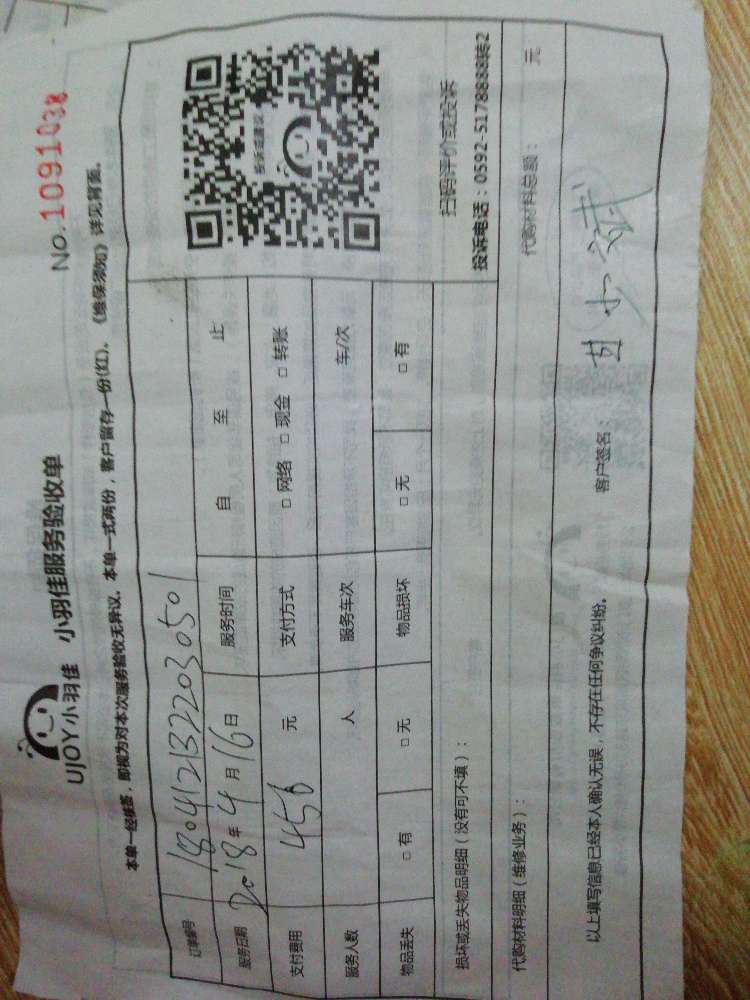 UJOY小羽佳 小羽佳服务验收单 No.1091038
本单一经核签，即视为对本次服务验收无异议。本单一式两份，客户留存一份(红)。《维保须知》详见背面。
订单编号 180412132203050501
服务日期 2018年4月16日 服务时间 自 至 止
支付费用 456 元 支付方式 □网络 □现金 □转账
服务人数 人 服务车次 车/次
物品丢失 □有 □无 物品损坏 □无 □有
投诉或建议
扫码评价或投诉
投诉电话：0592-5178888转2
损坏或丢失物品明细（没有可不填）：
代购材料明细（维修业务）： 代购材料总额： 元
以上填写信息已经本人确认无误，不存在任何争议纠纷。 客户签名：